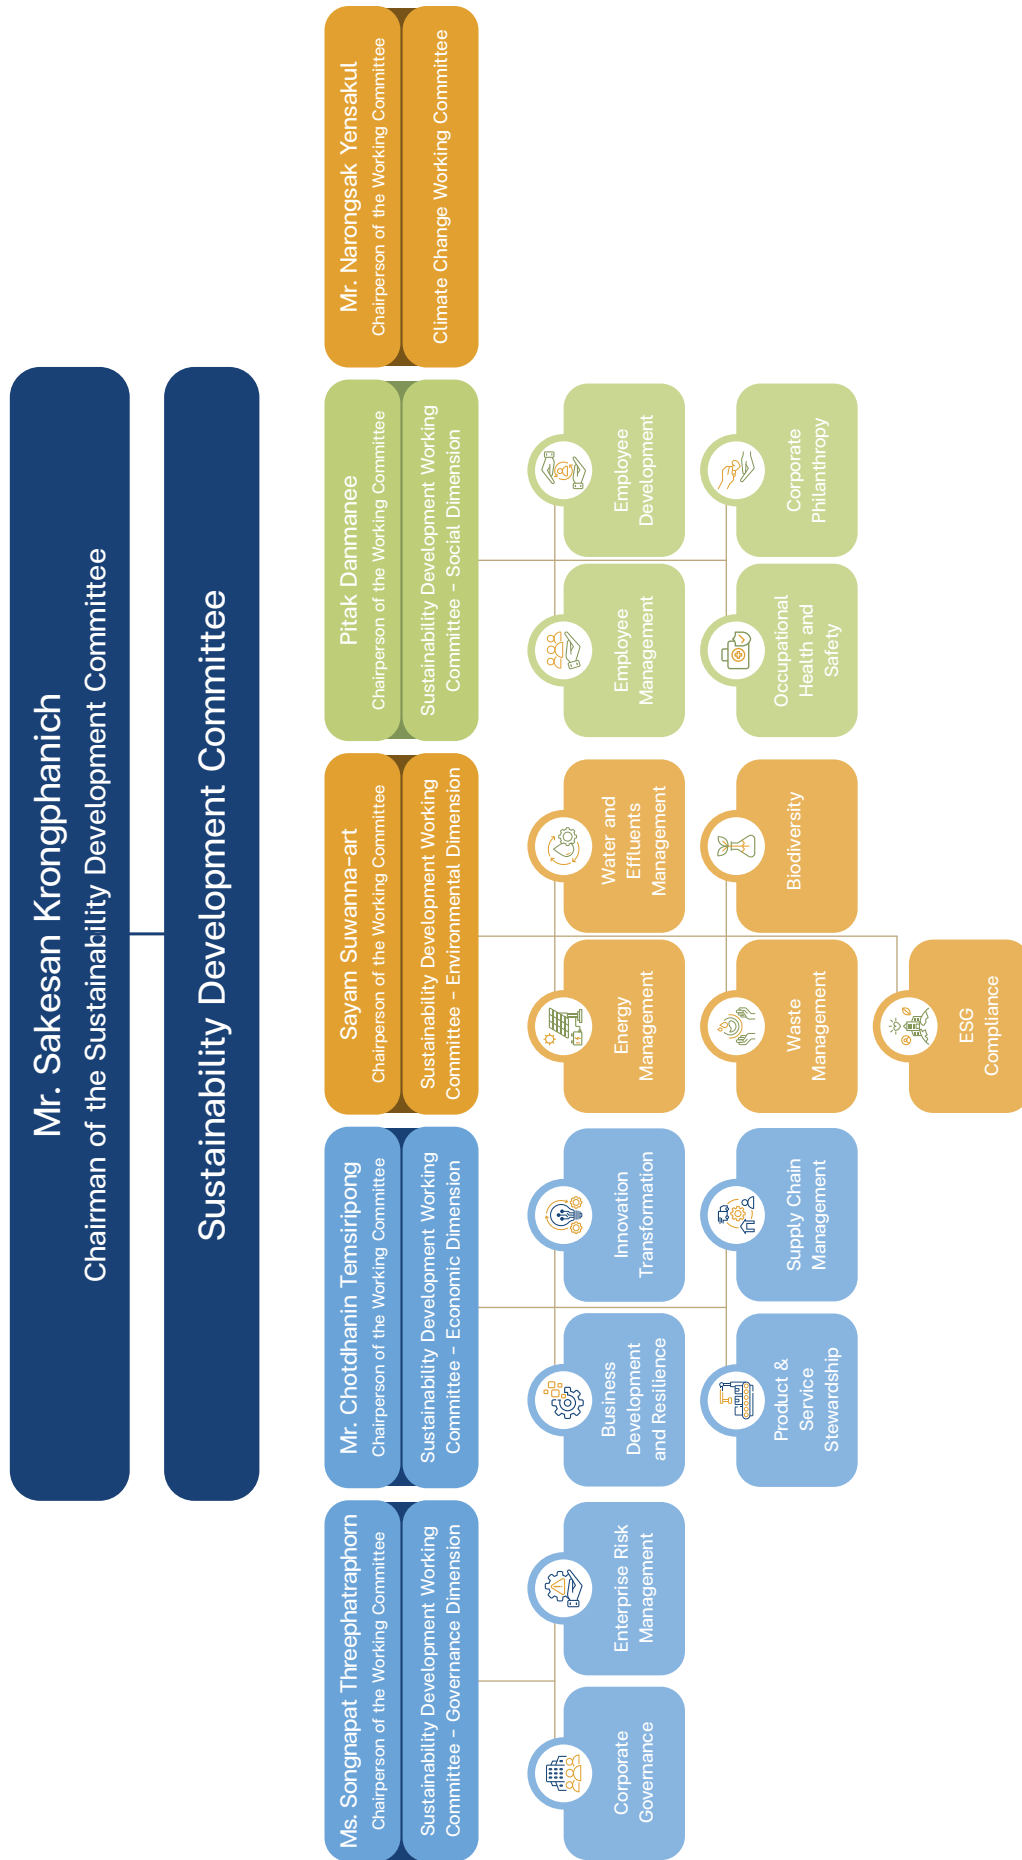 Mr. Sakesan Krongphanich
Chairman of the Sustainability Development Committee
Sustainability Development Committee
Ms. Songnapat Threephatraphorn
Chairperson of the Working Committee
Sustainability Development Working
Committee – Governance Dimension
Corporate
Governance
Enterprise Risk
Management
Mr. Chotdhanin Temsiripong
Chairperson of the Working Committee
Sustainability Development Working
Committee – Economic Dimension
Business
Development
and Resilience
Innovation
Transformation
Product &
Service
Stewardship
Supply Chain
Management
Sayam Suwanna-art
Chairperson of the Working Committee
Sustainability Development Working
Committee – Environmental Dimension
Energy
Management
Water and
Effluents
Management
Waste
Management
Biodiversity
ESG
Compliance
Pitak Danmanee
Chairperson of the Working Committee
Sustainability Development Working
Committee – Social Dimension
Employee
Management
Employee
Development
Occupational
Health and
Safety
Corporate
Philanthropy
Mr. Narongsak Yensakul
Chairperson of the Working Committee
Climate Change Working Committee